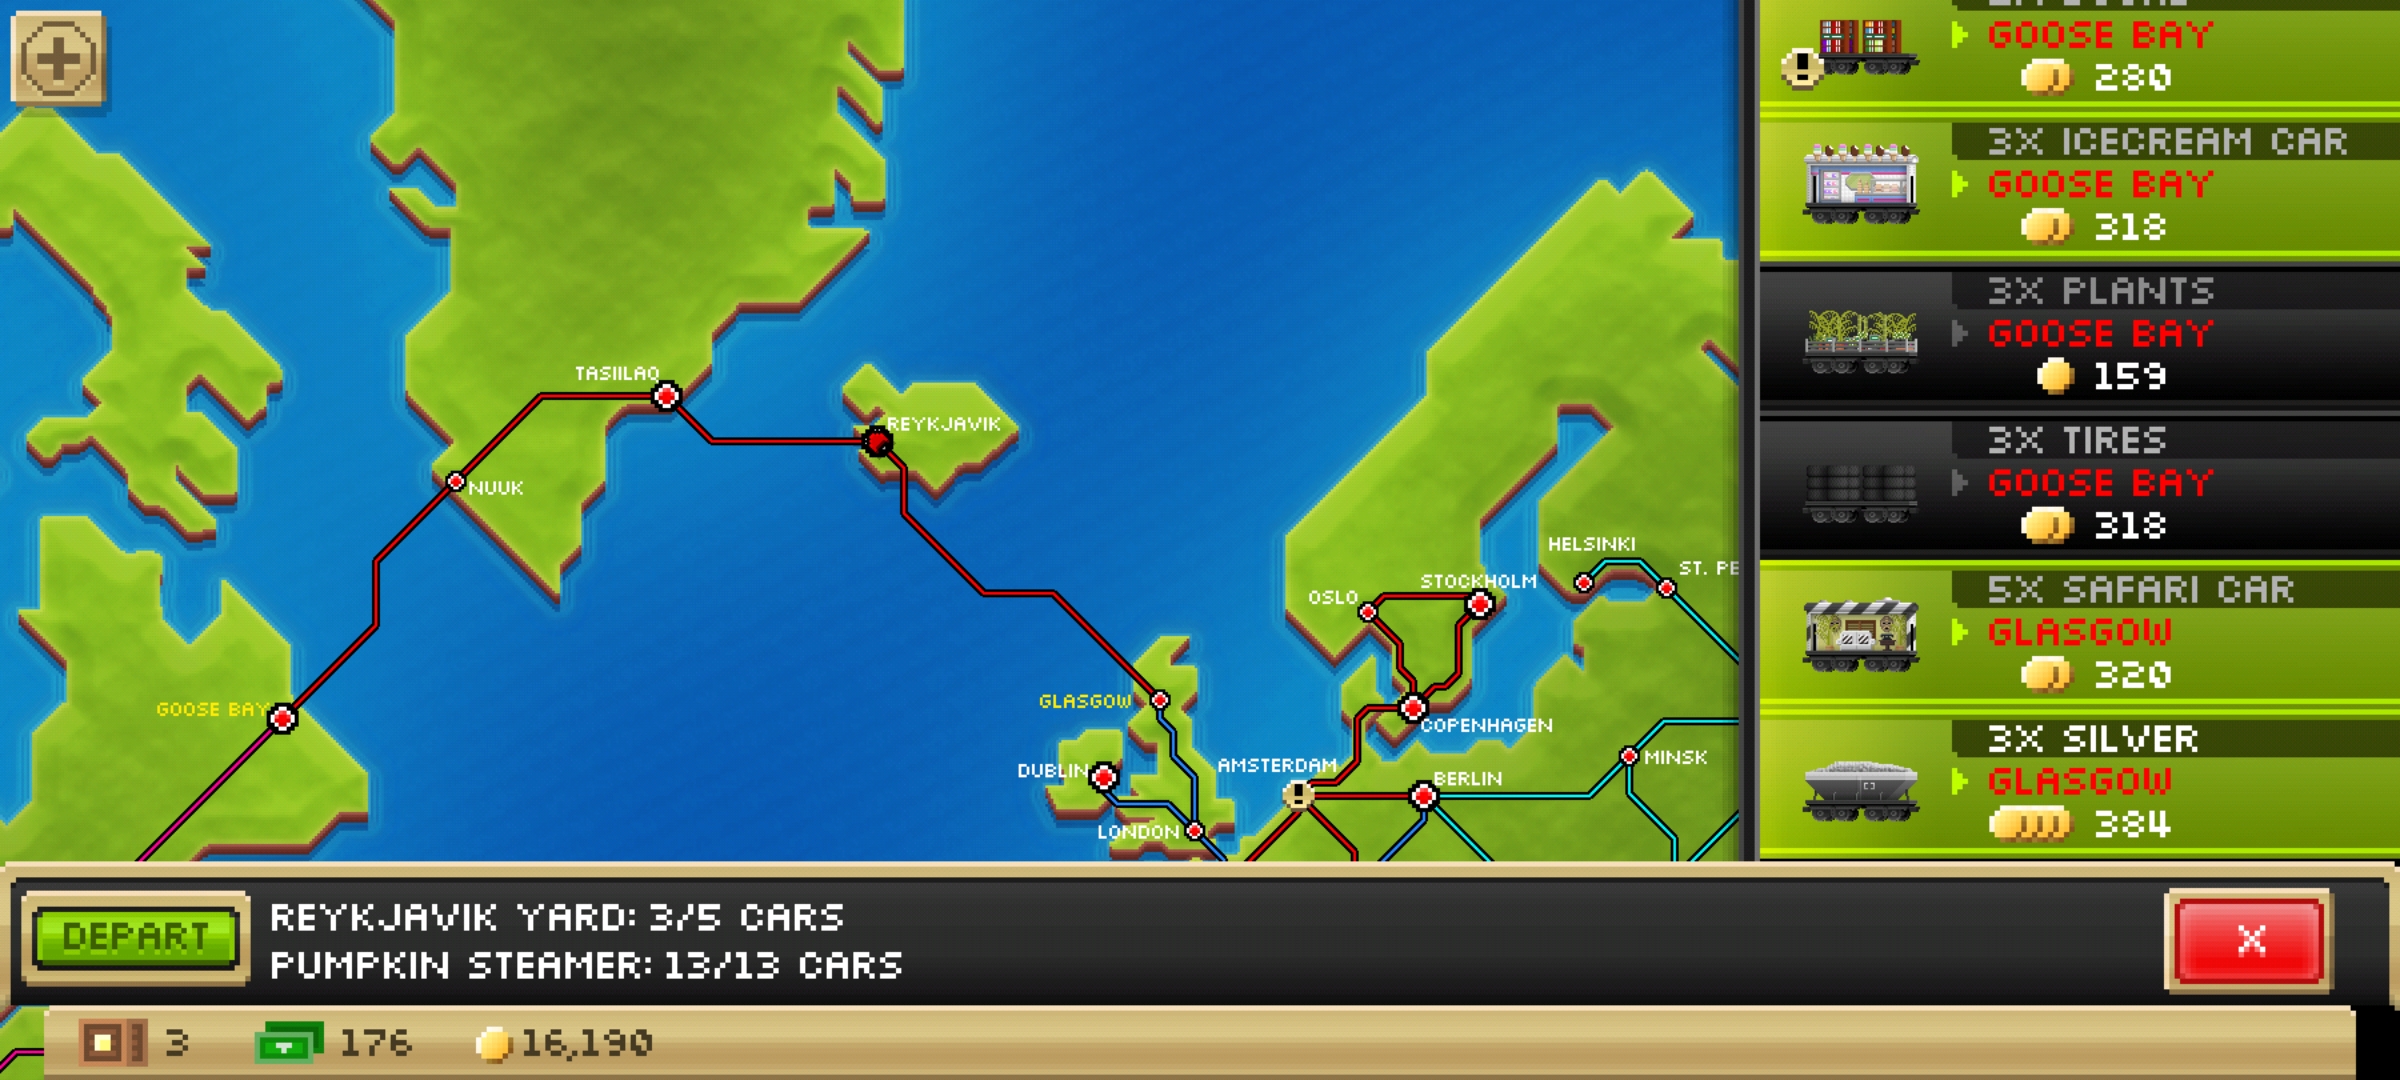 GOOSE BAY
280
3X ICECREAM CAR
GOOSE BAY
318
3X PLANTS
GOOSE BAY
159
3X TIRES
GOOSE BAY
318
5X SAFARI CAR
GLASGOW
320
3X SILVER
GLASGOW
384
TASIILAQ
REYKJAVIK
NUUK
HELSINKI
ST. PE
STOCKHOLM
OSLO
GOOSE BAY
GLASGOW
COPENHAGEN
DUBLIN
AMSTERDAM
MINSK
BERLIN
LONDON
DEPART
REYKJAVIK YARD: 3/5 CARS
PUMPKIN STEAMER: 13/13 CARS
X
3
176
16,190